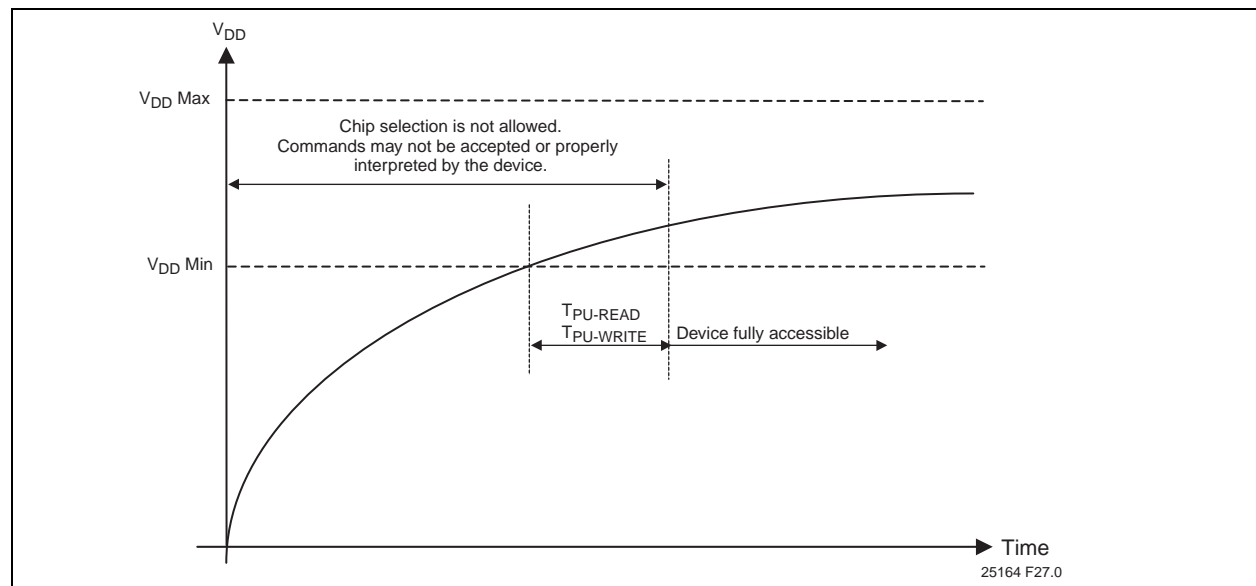 VDD
VDD Max
Chip selection is not allowed.
Commands may not be accepted or properly
interpreted by the device.
VDD Min
TPU-READ
TPU-WRITE
Device fully accessible
Time
25164 F27.0